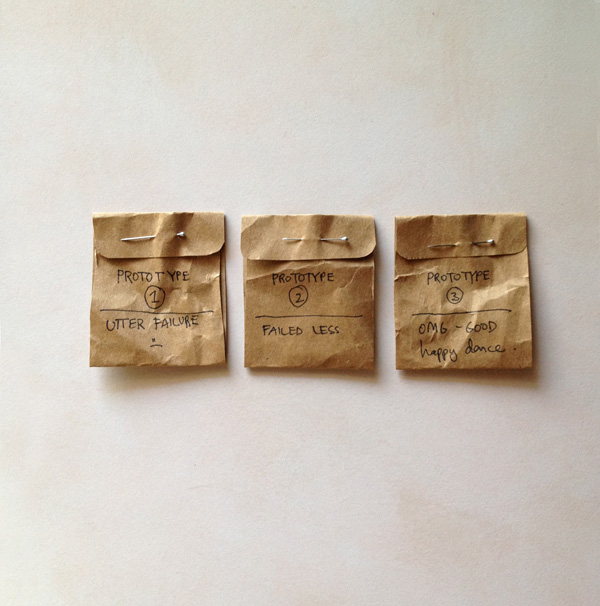 PROTOTYPE
1
UTTER FAILURE
:(
PROTOTYPE
2
FAILED LESS
PROTOTYPE
3
OMG - GOOD
happy dance.